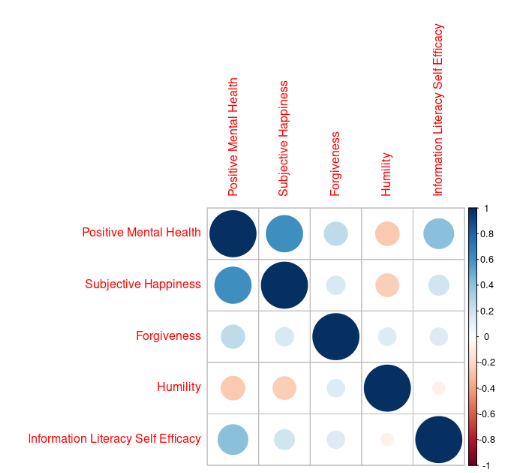 Positive Mental Health
Subjective Happiness
Forgiveness
Humility
Information Literacy Self Efficacy
Positive Mental Health
Subjective Happiness
Forgiveness
Humility
Information Literacy Self Efficacy
1
0.8
0.6
0.4
0.2
0
-0.2
-0.4
-0.6
-0.8
-1